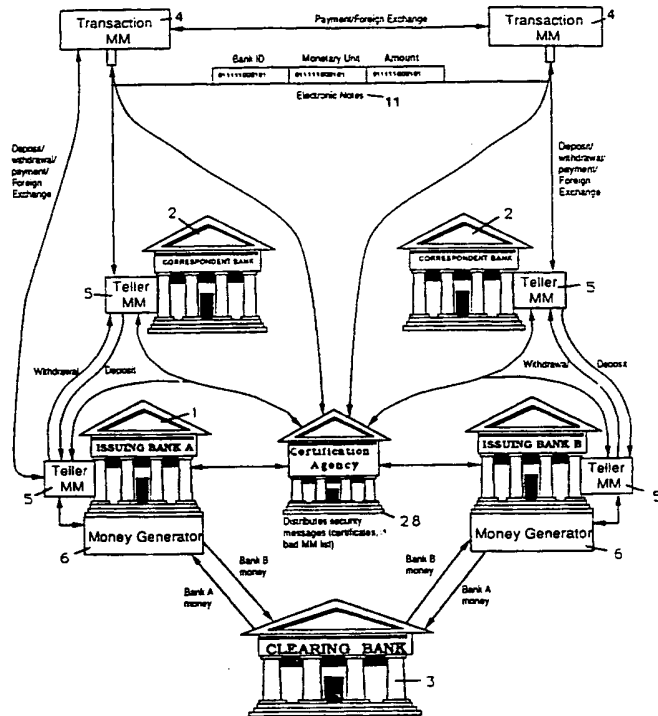 Transaction MM
4
Payment/Foreign Exchange
Transaction MM
4
Bank ID
Monetary Unit
Amount
011111000101
011111000101
011111000101
Electronic Notes
11
Deposit/
withdrawal/
payment/
Foreign
Exchange
Deposit/
withdrawal/
payment/
Foreign
Exchange
2
CORRESPONDENT BANK
2
CORRESPONDENT BANK
5
Teller
MM
Teller
MM
5
Withdrawal
Deposit
Withdrawal
Deposit
1
ISSUING BANK A
Certification
Agency
ISSUING BANK B
Teller
MM
5
Teller
MM
5
28
Distributes security
messages (certificates,
bad MM list)
Money Generator
6
Money Generator
6
Bank B
money
Bank A
money
Bank B
money
Bank A
money
CLEARING BANK
3